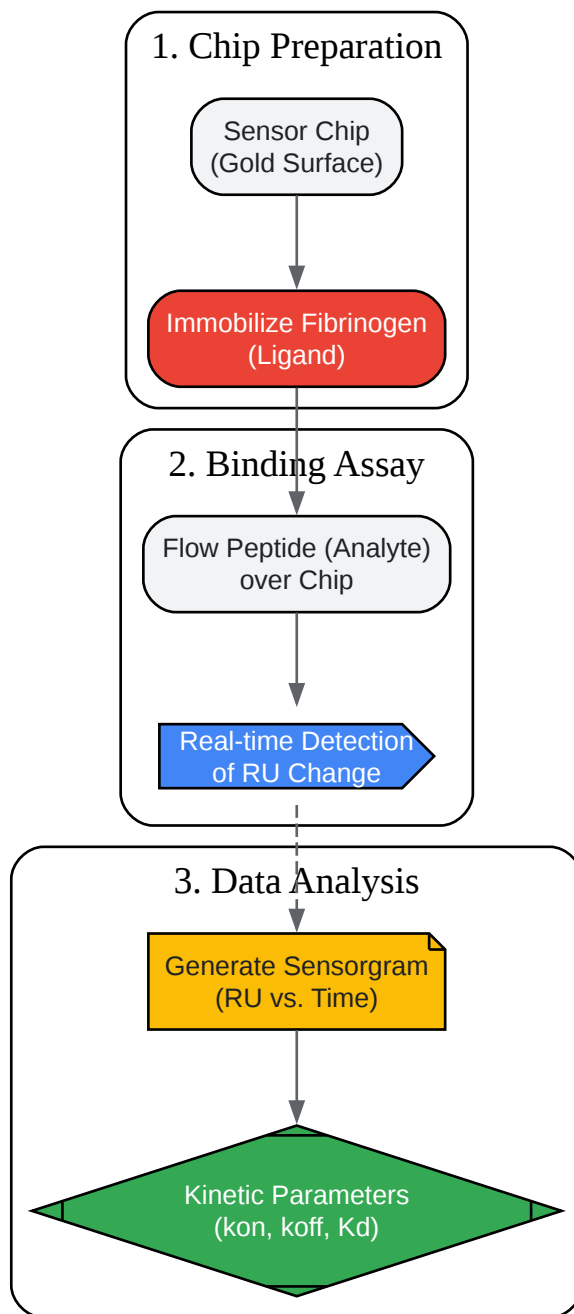 1. Chip Preparation
Sensor Chip
(Gold Surface)
Immobilize Fibrinogen
(Ligand)
2. Binding Assay
Flow Peptide (Analyte)
over Chip
Real-time Detection
of RU Change
3. Data Analysis
Generate Sensorgram
(RU vs. Time)
Kinetic Parameters
(kon, koff, Kd)